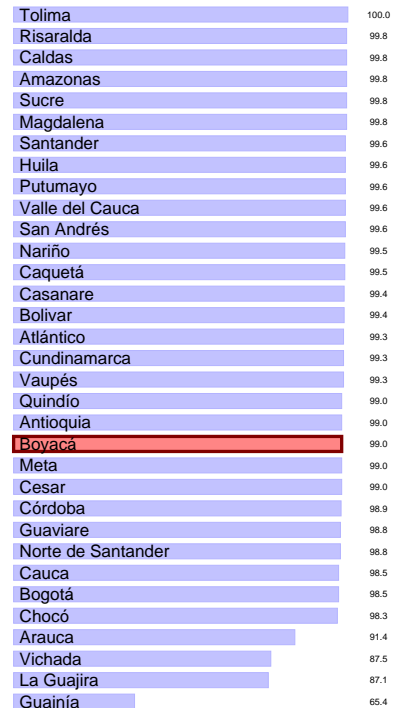 Tolima 100.0
Risaralda 99.8
Caldas 99.8
Amazonas 99.8
Sucre 99.8
Magdalena 99.8
Santander 99.6
Huila 99.6
Putumayo 99.6
Valle del Cauca 99.6
San Andrés 99.6
Nariño 99.5
Caquetá 99.5
Casanare 99.4
Bolivar 99.4
Atlántico 99.3
Cundinamarca 99.3
Vaupés 99.3
Quindío 99.0
Antioquia 99.0
Boyacá 99.0
Meta 99.0
Cesar 99.0
Córdoba 98.9
Guaviare 98.8
Norte de Santander 98.8
Cauca 98.5
Bogotá 98.5
Chocó 98.3
Arauca 91.4
Vichada 87.5
La Guajira 87.1
Guainía 65.4